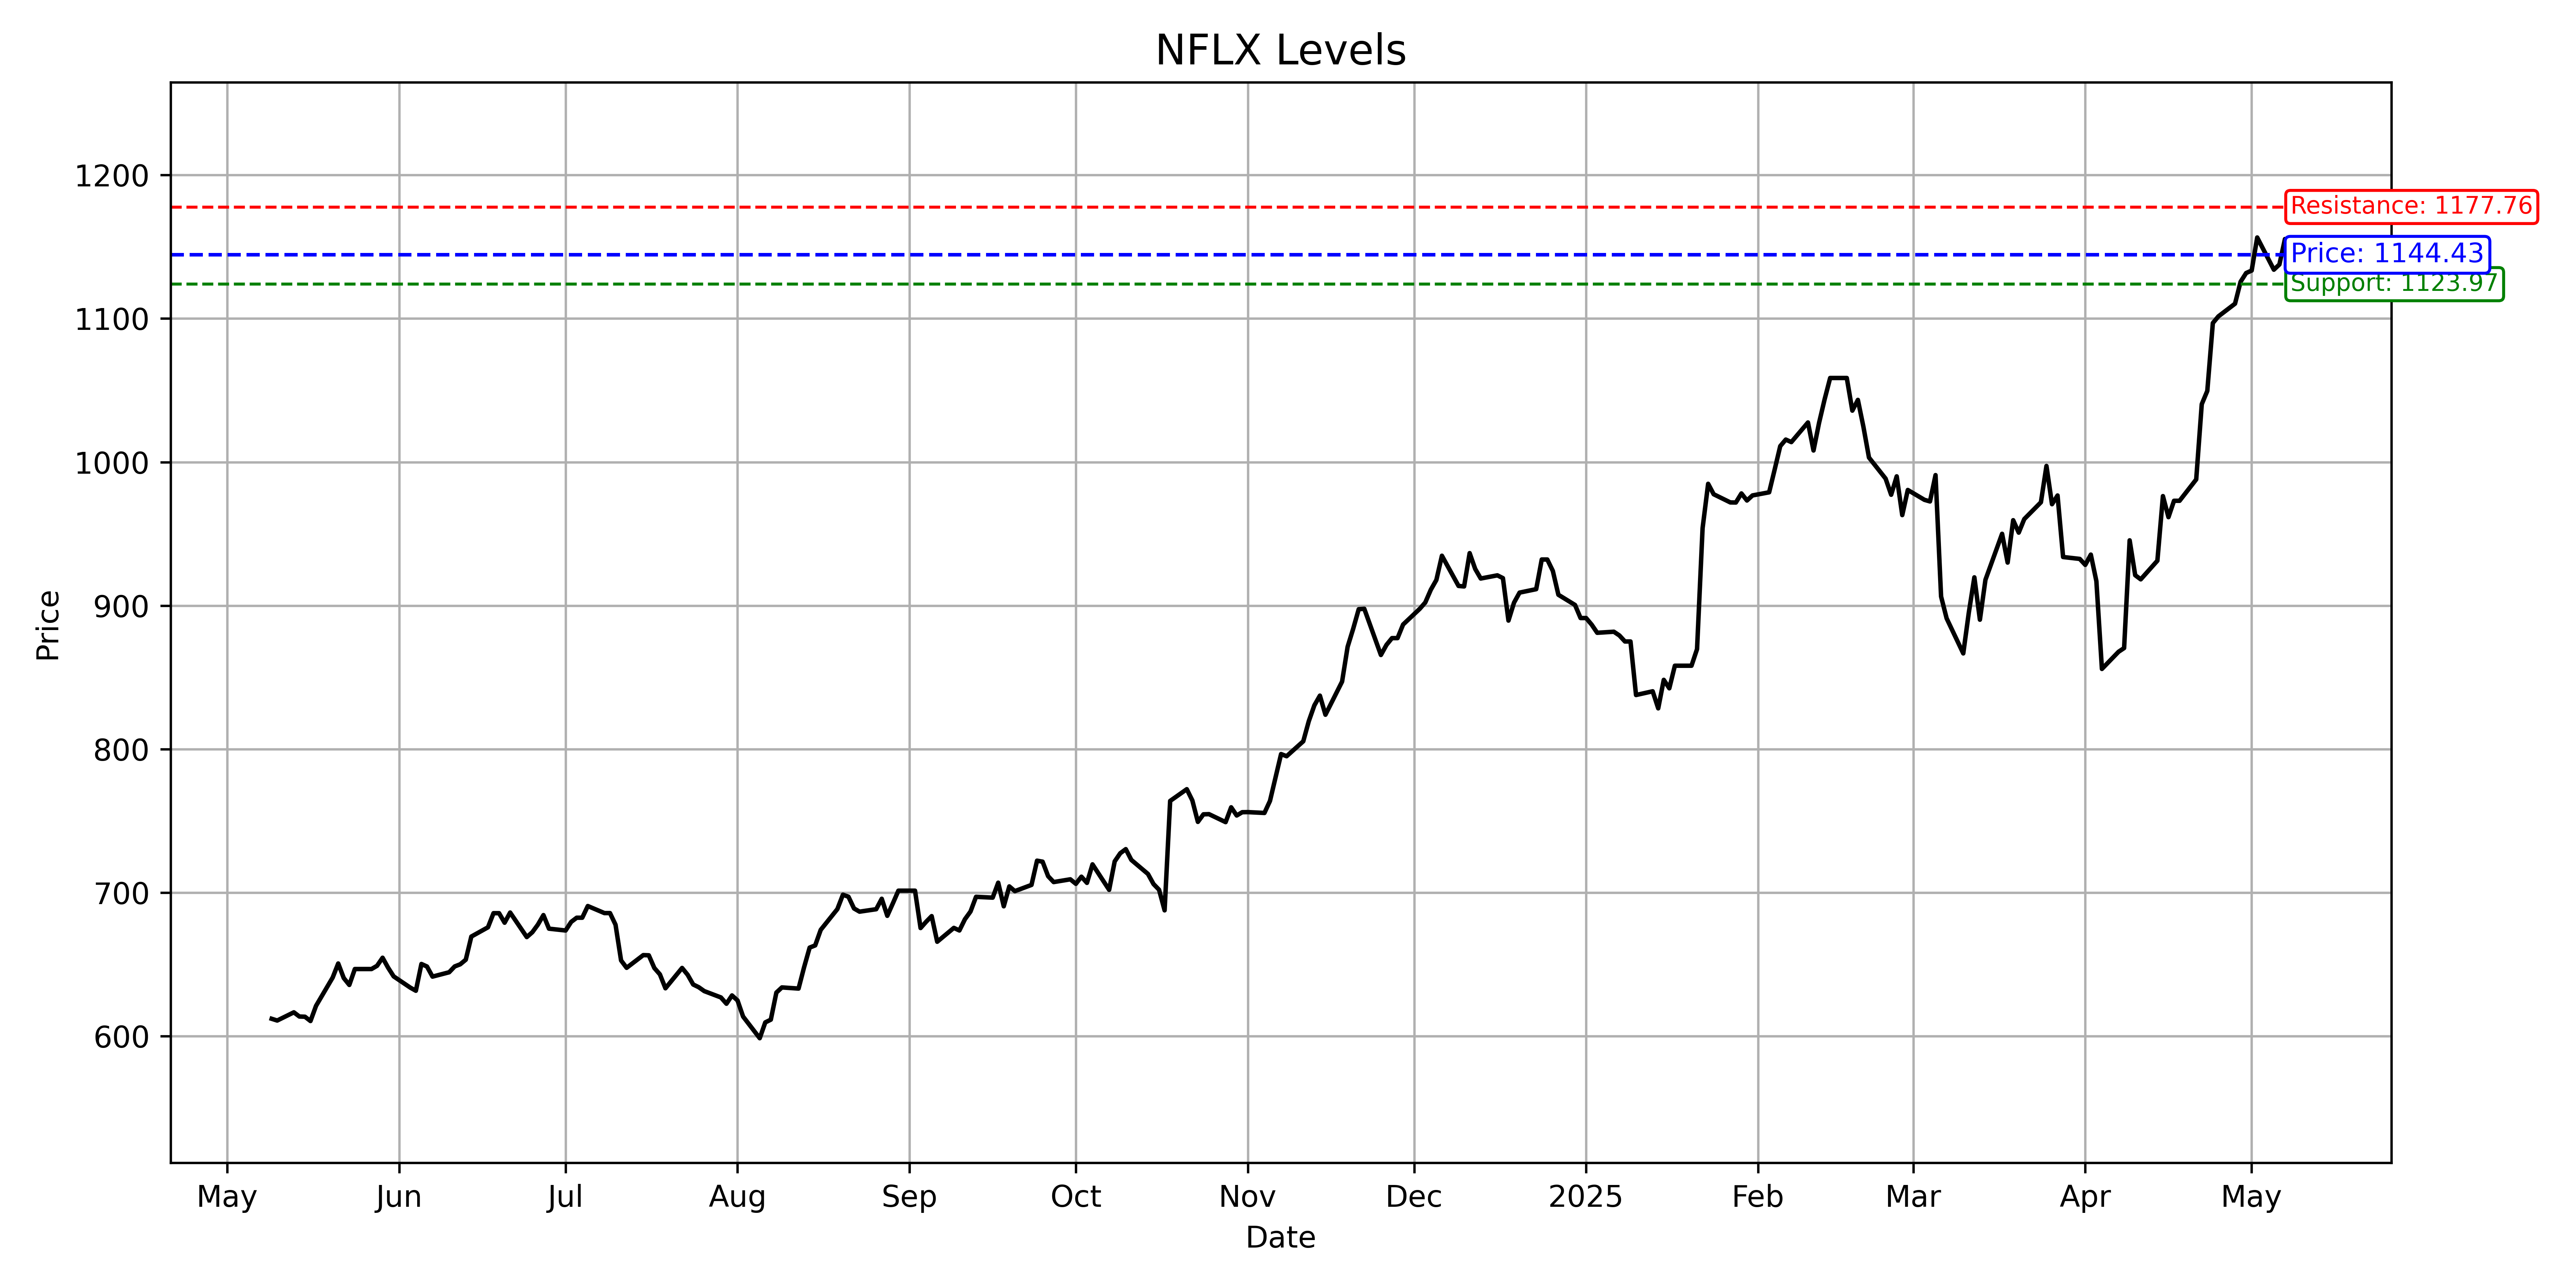 NFLX Levels
1200
1100
1000
900
800
700
600
Price
Resistance: 1177.76
Price: 1144.43
Support: 1123.97
May Jun Jul Aug Sep Oct Nov Dec 2025 Feb Mar Apr May
Date